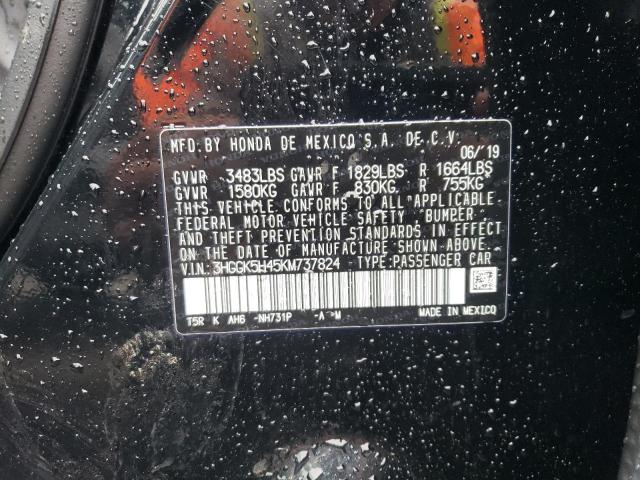 MFD. BY HONDA DE MEXICO S.A. DE C.V.
06/'19
GVWR 3483LBS GAWR F 1829LBS R 1664LBS
GVWR 1580KG GAWR F 830KG R 755KG
THIS VEHICLE CONFORMS TO ALL APPLICABLE
FEDERAL MOTOR VEHICLE SAFETY, BUMPER
AND THEFT PREVENTION STANDARDS IN EFFECT
ON THE DATE OF MANUFACTURE SHOWN ABOVE.
V.I.N: 3HGGK5H45KM737824 TYPE:PASSENGER CAR
T5R K AH6 -NH731P -A M MADE IN MEXICO